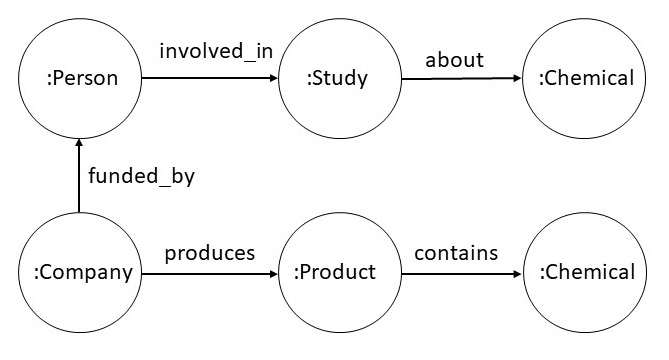 involved_in
about
:Person
:Study
:Chemical
funded_by
produces
contains
:Company
:Product
:Chemical